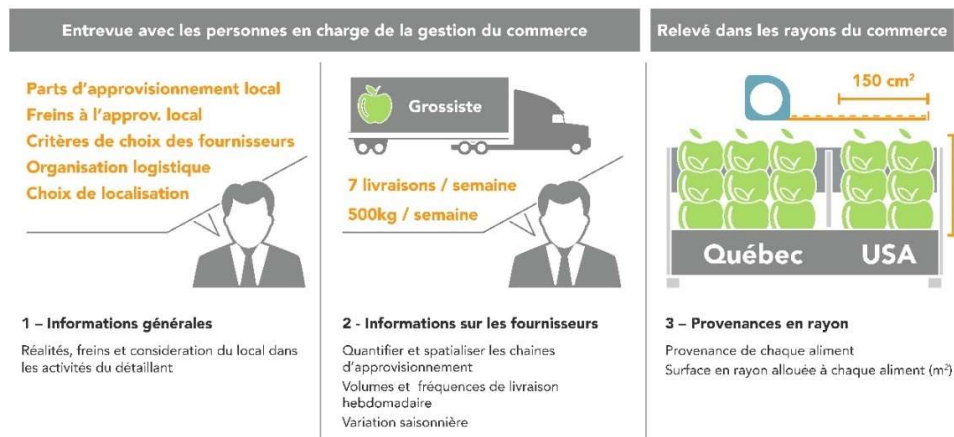 Entrevue avec les personnes en charge de la gestion du commerce
Relevé dans les rayons du commerce
Parts d'approvisionnement local
Freins à l'approv. local
Critères de choix des fournisseurs
Organisation logistique
Choix de localisation
Grossiste
7 livraisons / semaine
500kg / semaine
150 cm²
Québec
USA
1 – Informations générales
Réalités, freins et consideration du local dans
les activités du détaillant
2 - Informations sur les fournisseurs
Quantifier et spatialiser les chaines
d'approvisionnement
Volumes et fréquences de livraison
hebdomadaire
Variation saisonnière
3 – Provenances en rayon
Provenance de chaque aliment
Surface en rayon allouée à chaque aliment (m²)